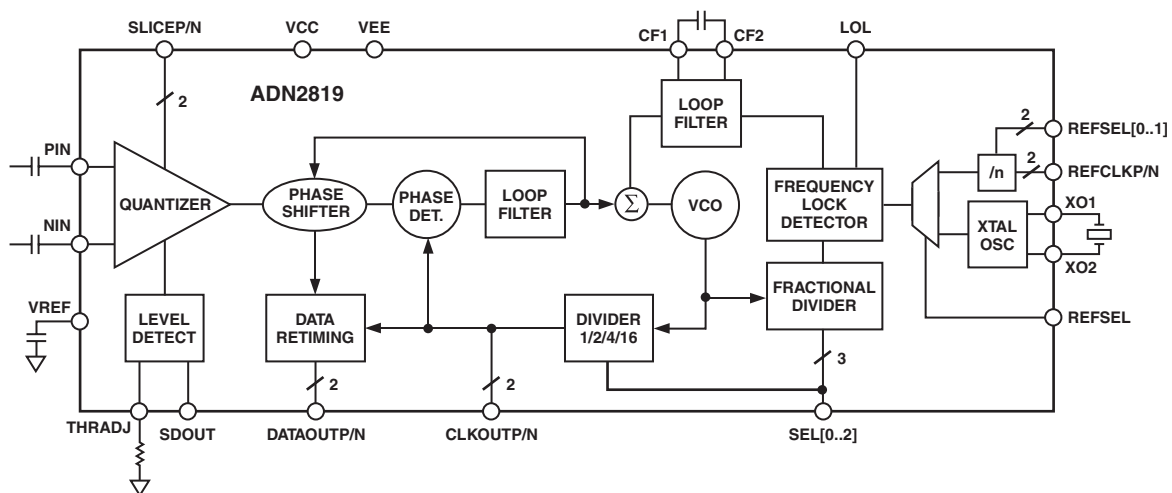 SLICEP/N
VCC
VEE
CF1
CF2
LOL
ADN2819
2
LOOP
FILTER
2
REFSEL[0..1]
PIN
/n
2
REFCLKP/N
QUANTIZER
PHASE
SHIFTER
PHASE
DET.
LOOP
FILTER
Σ
VCO
FREQUENCY
LOCK
DETECTOR
XO1
XTAL
OSC
NIN
XO2
VREF
LEVEL
DETECT
DATA
RETIMING
DIVIDER
1/2/4/16
FRACTIONAL
DIVIDER
REFSEL
2
2
3
THRADJ
SDOUT
DATAOUTP/N
CLKOUTP/N
SEL[0..2]